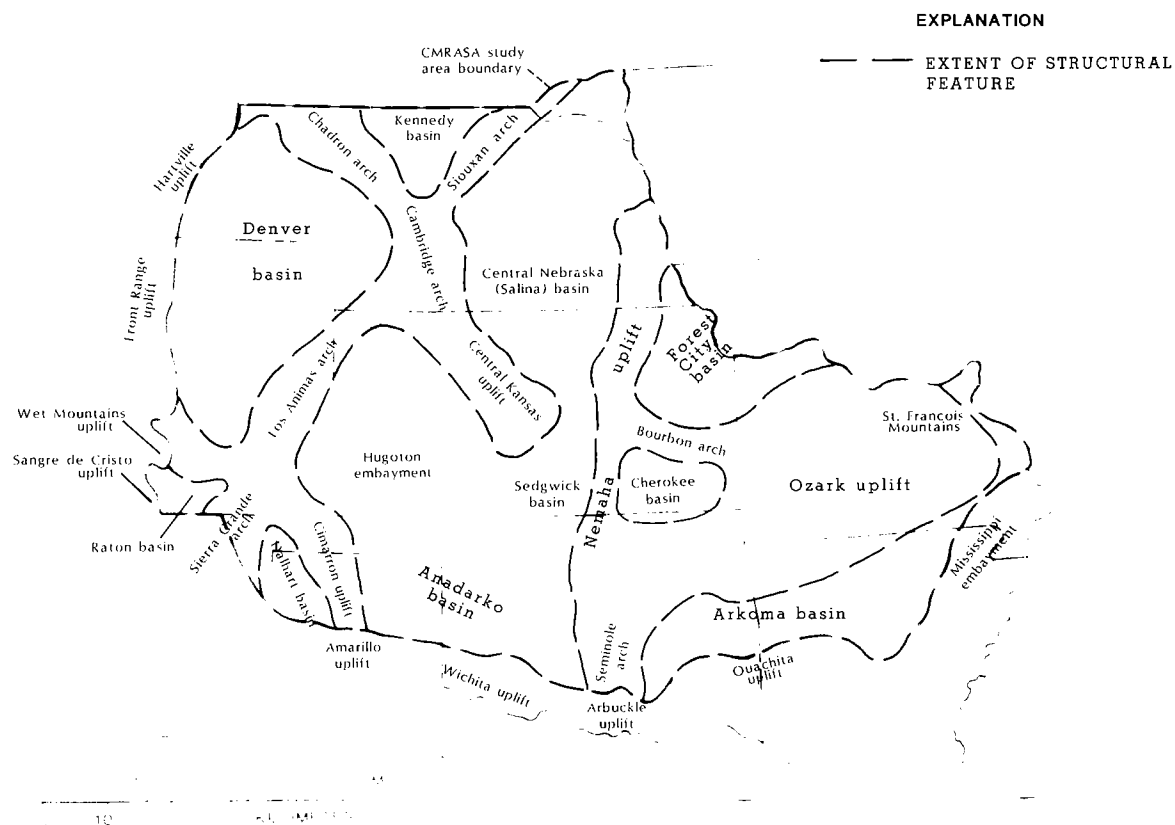 EXPLANATION
EXTENT OF STRUCTURAL
FEATURE
CMRASA study
area boundary
Kennedy
basin
Chadron arch
Siouxan arch
Hartville
uplift
Cambridge arch
Denver
basin
Central Nebraska
(Salina) basin
Front Range
uplift
uplift
Forest
City
basin
Los Animas arch
Central Kansas
uplift
Wet Mountains
uplift
St. François
Mountains
Bourbon arch
Sangre de Cristo
uplift
Hugoton
embayment
Sedgwick
basin
Cherokee
basin
Ozark uplift
Nemaha
Raton basin
Sierra Grande
arch
Mississippi
embayment
Dalhart basin
Cimarron uplift
Anadarko
basin
Arkoma basin
Amarillo
uplift
Seminole
arch
Wichita uplift
Ouachita
uplift
Arbuckle
uplift
10